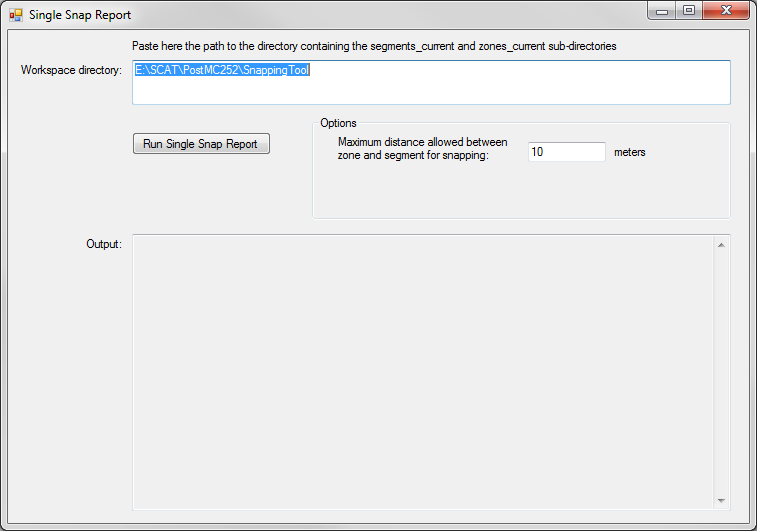 Single Snap Report
Paste here the path to the directory containing the segments_current and zones_current sub-directories
Workspace directory:
E:\SCAT\PostMC252\SnappingTool
Run Single Snap Report
Options
Maximum distance allowed between
zone and segment for snapping:
10
meters
Output: